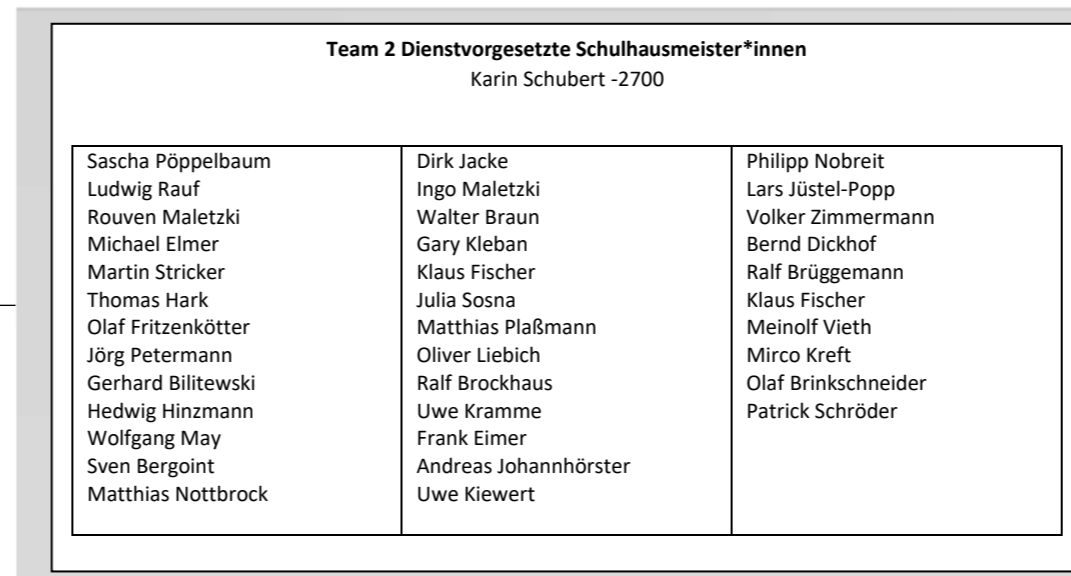 Team 2 Dienstvorgesetzte Schulhausmeister*innen
Karin Schubert -2700
Sascha Pöppelbaum
Ludwig Rauf
Rouven Maletzki
Michael Elmer
Martin Stricker
Thomas Hark
Olaf Fritzenkötter
Jörg Petermann
Gerhard Bilitewski
Hedwig Hinzmann
Wolfgang May
Sven Bergoint
Matthias Nottbrock
Dirk Jacke
Ingo Maletzki
Walter Braun
Gary Kleban
Klaus Fischer
Julia Sosna
Matthias Plaßmann
Oliver Liebich
Ralf Brockhaus
Uwe Kramme
Frank Eimer
Andreas Johannhörster
Uwe Kiewert
Philipp Nobreit
Lars Jüstel-Popp
Volker Zimmermann
Bernd Dickhof
Ralf Brüggemann
Klaus Fischer
Meinolf Vieth
Mirco Kreft
Olaf Brinkschneider
Patrick Schröder